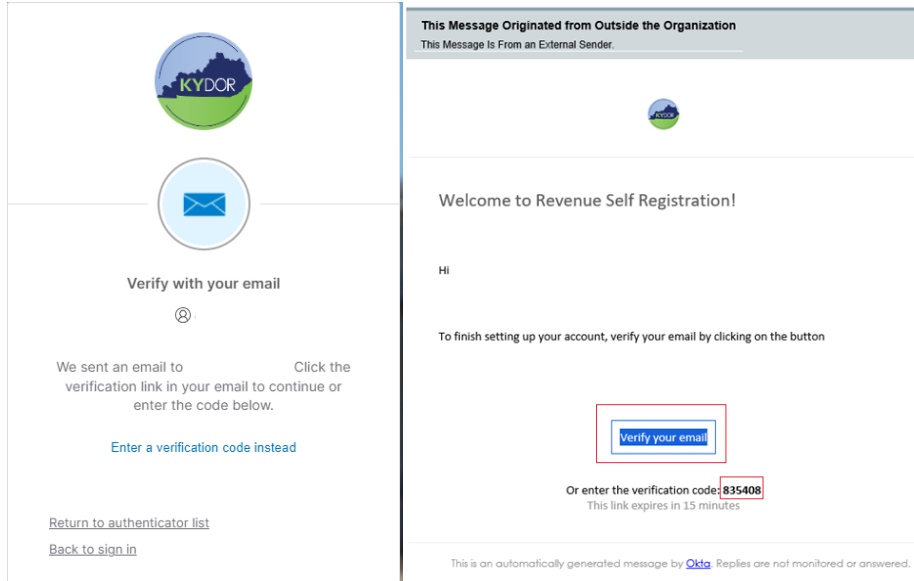 KYDOR
Verify with your email
We sent an email to Click the
verification link in your email to continue or
enter the code below.
Enter a verification code instead
Return to authenticator list
Back to sign in
This Message Originated from Outside the Organization
This Message Is From an External Sender.
KYDOR
Welcome to Revenue Self Registration!
Hi
To finish setting up your account, verify your email by clicking on the button
Verify your email
Or enter the verification code: 835408
This link expires in 15 minutes
This is an automatically generated message by Okta. Replies are not monitored or answered.